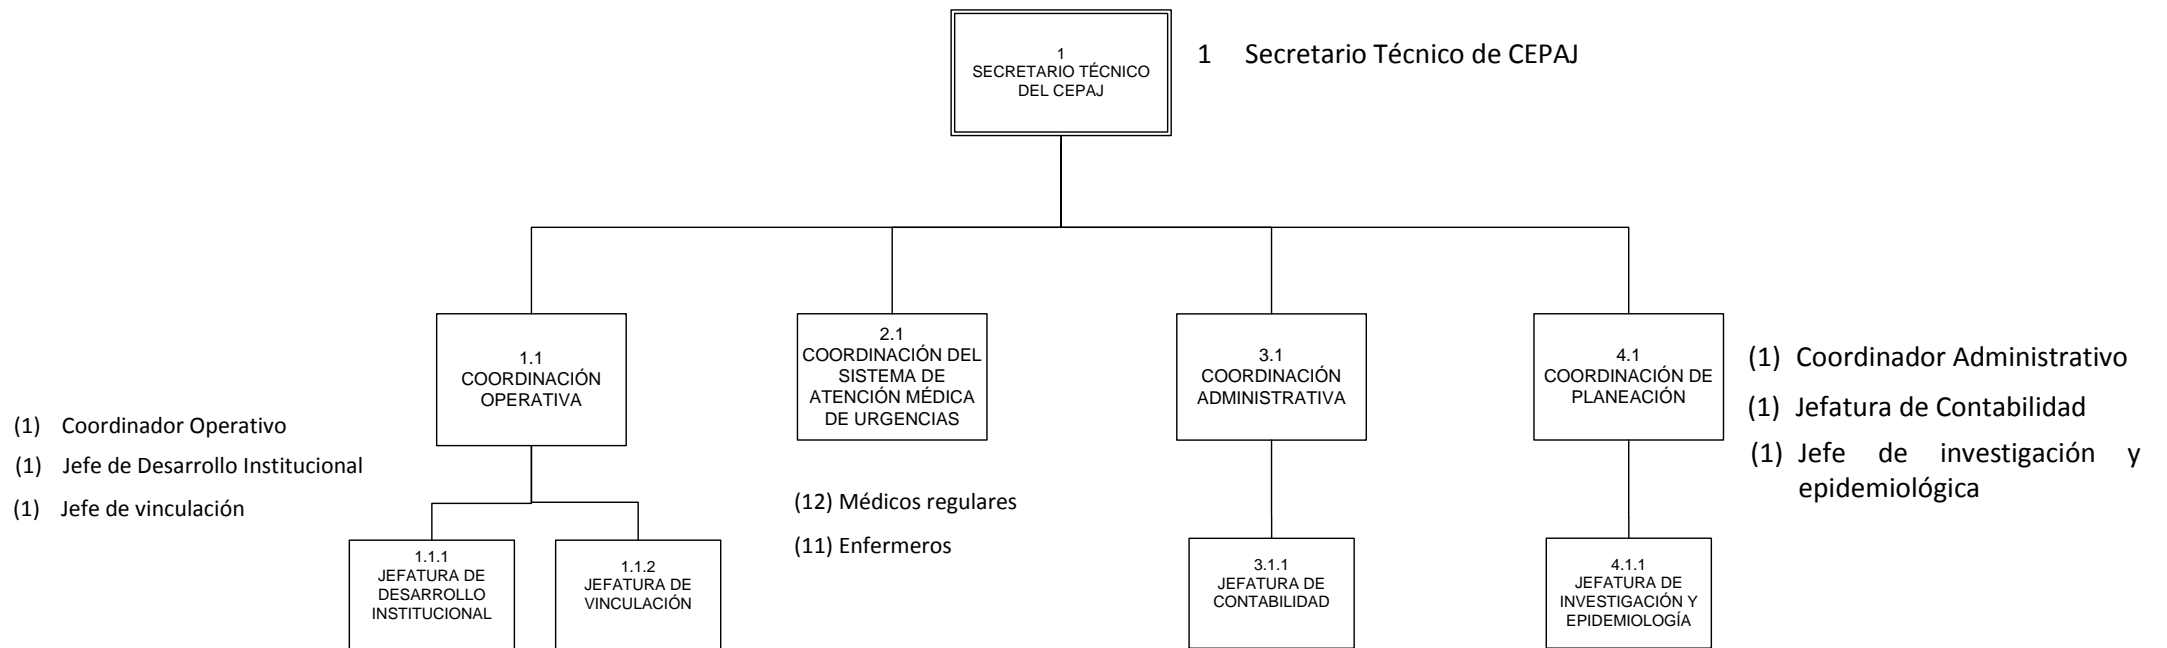 1
SECRETARIO TÉCNICO
DEL CEPAJ
1 Secretario Técnico de CEPAJ
1.1
COORDINACIÓN
OPERATIVA
2.1
COORDINACIÓN DEL
SISTEMA DE
ATENCIÓN MÉDICA
DE URGENCIAS
3.1
COORDINACIÓN
ADMINISTRATIVA
4.1
COORDINACIÓN DE
PLANEACIÓN
(1) Coordinador Administrativo
(1) Jefatura de Contabilidad
(1) Jefe de investigación y
epidemiológica
(1) Coordinador Operativo
(1) Jefe de Desarrollo Institucional
(1) Jefe de vinculación
(12) Médicos regulares
(11) Enfermeros
1.1.1
JEFATURA DE
DESARROLLO
INSTITUCIONAL
1.1.2
JEFATURA DE
VINCULACIÓN
3.1.1
JEFATURA DE
CONTABILIDAD
4.1.1
JEFATURA DE
INVESTIGACIÓN Y
EPIDEMIOLOGÍA